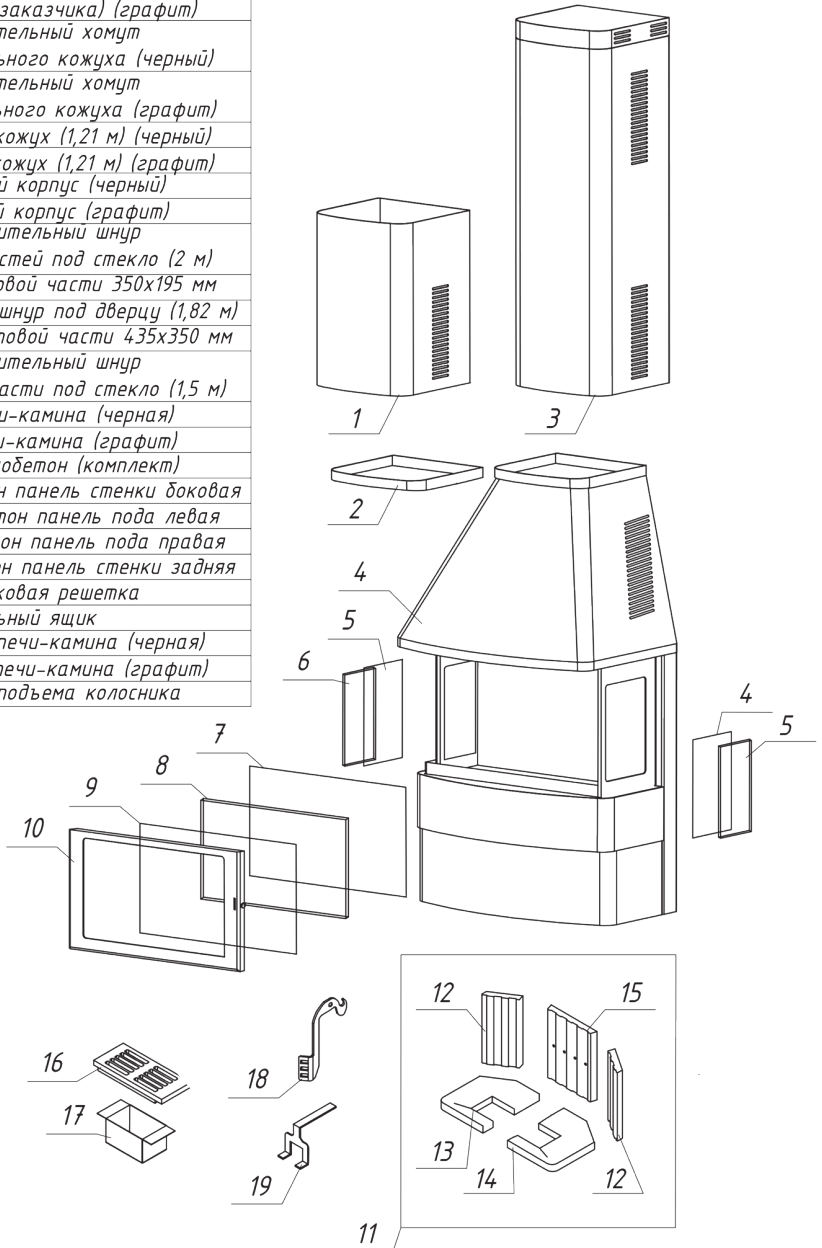 заказчика) (графит)
тельный хомут
ьного кожуха (черный)
тельный хомут
ьного кожуха (графит)
кожух (1,21 м) (черный)
кожух (1,21 м) (графит)
й корпус (черный)
й корпус (графит)
ительный шнур
стей под стекло (2 м)
овой части 350х195 мм
шнур под дверцу (1,82 м)
товой части 435х350 мм
ительный шнур
асти под стекло (1,5 м)
и-камина (черная)
и-камина (графит)
обетон (комплект)
н панель стенки боковая
тон панель пода левая
он панель пода правая
н панель стенки задняя
ковая решетка
ьный ящик
печи-камина (черная)
печи-камина (графит)
подъема колосника
1
3
2
4
5
6
4
5
7
8
9
10
12
15
16
18
17
13
14
12
19
11